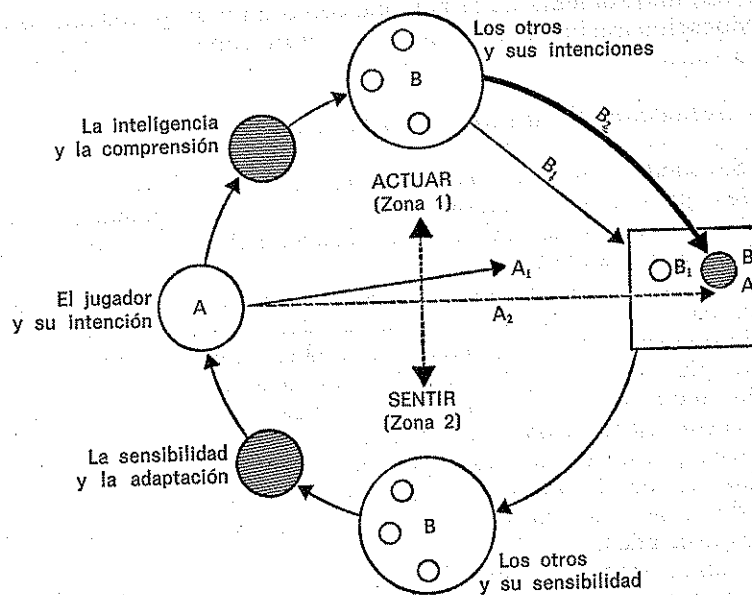 Los otros
y sus intenciones
B
B₂
La inteligencia
y la comprensión
ACTUAR
(Zona 1)
B₁
B
B₁
A₁
A
El jugador
y su intención
A
A₂
SENTIR
(Zona 2)
La sensibilidad
y la adaptación
B
Los otros
y su sensibilidad